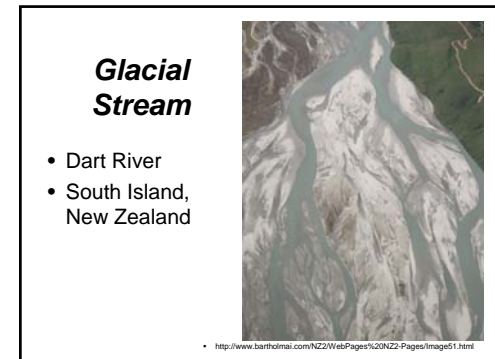 Glacial
Stream
• Dart River
• South Island,
New Zealand
• http://www.bartholmai.com/NZ2/WebPages%20NZ2-Pages/Image51.html